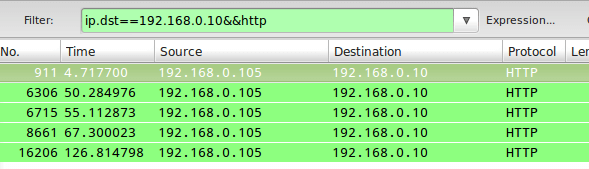 Filter: ip.dst==192.168.0.10&&http Expression...
No. Time Source Destination Protocol Len
911 4.717700 192.168.0.105 192.168.0.10 HTTP
6306 50.284976 192.168.0.105 192.168.0.10 HTTP
6715 55.112873 192.168.0.105 192.168.0.10 HTTP
8661 67.300023 192.168.0.105 192.168.0.10 HTTP
16206 126.814798 192.168.0.105 192.168.0.10 HTTP